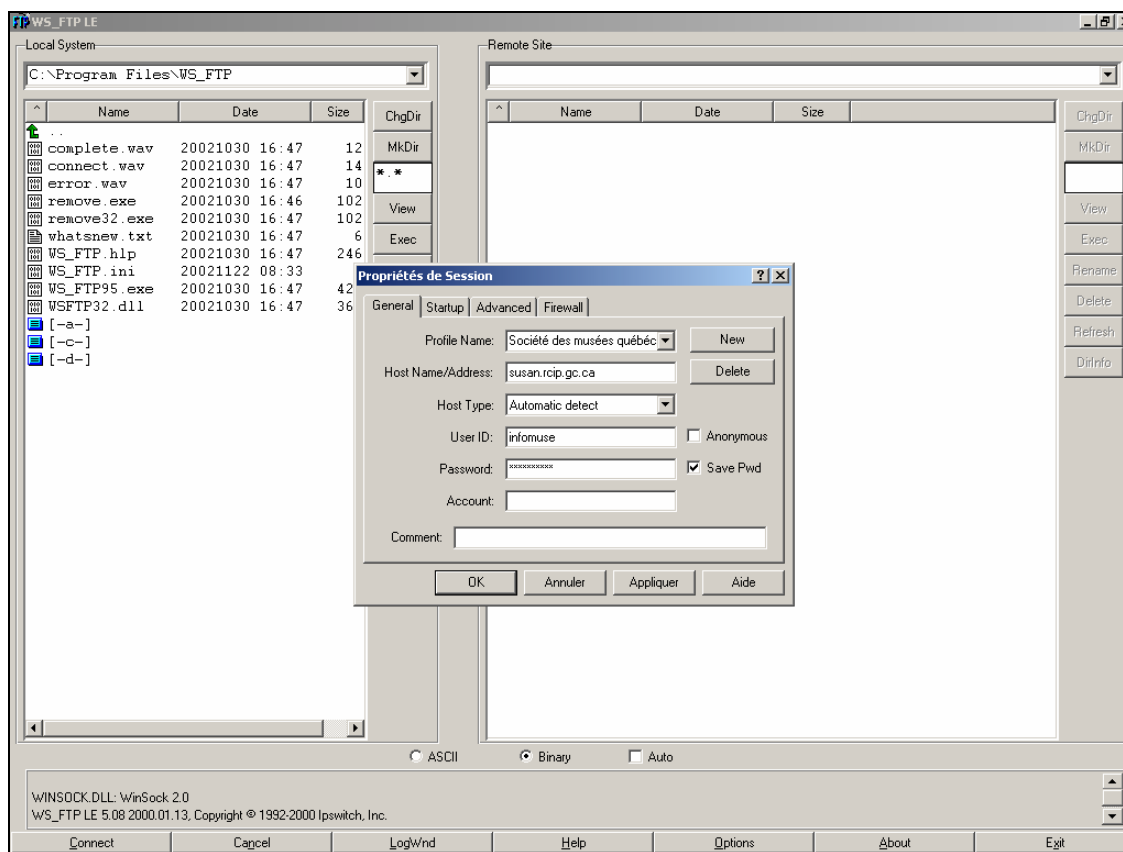 WS_FTP LE
Local System
C:\Program Files\WS_FTP
^ Name Date Size
..
complete.wav 20021030 16:47 12
connect.wav 20021030 16:47 14
error.wav 20021030 16:47 10
remove.exe 20021030 16:46 102
remove32.exe 20021030 16:47 102
whatsnew.txt 20021030 16:47 6
WS_FTP.hlp 20021030 16:47 246
WS_FTP.ini 20021122 08:33
WS_FTP95.exe 20021030 16:47 42
WSFTP32.dll 20021030 16:47 36
[-a-]
[-c-]
[-d-]
ChgDir
MkDir
*.*
View
Exec
Remote Site
^ Name Date Size
ChgDir
MkDir
View
Exec
Rename
Delete
Refresh
DirInfo
Propriétés de Session
General Startup Advanced Firewall
Profile Name: Société des musées québéc New
Host Name/Address: susan.rcip.gc.ca Delete
Host Type: Automatic detect
User ID: infomuse Anonymous
Password: ********** Save Pwd
Account:
Comment:
OK Annuler Appliquer Aide
ASCII Binary Auto
WINSOCK.DLL: WinSock 2.0
WS_FTP LE 5.08 2000.01.13, Copyright © 1992-2000 Ipswitch, Inc.
Connect Cancel LogWnd Help Options About Exit